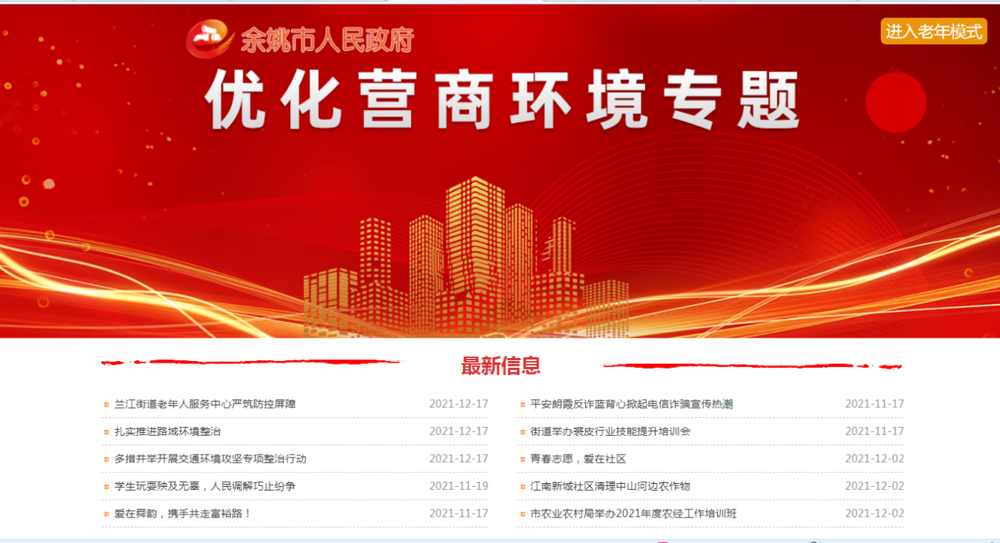 余姚市人民政府
进入老年模式
优化营商环境专题
最新信息
兰江街道老年人服务中心严筑防控屏障 2021-12-17
扎实推进路域环境整治 2021-12-17
多措并举开展交通环境攻坚专项整治行动 2021-12-17
学生玩耍殃及无辜，人民调解巧止纷争 2021-11-19
爱在舜韵，携手共走富裕路！ 2021-11-17
平安朗霞反诈蓝背心掀起电信诈骗宣传热潮 2021-11-17
街道举办裘皮行业技能提升培训会 2021-11-17
青春志愿，爱在社区 2021-12-02
江南新城社区清理中山河边农作物 2021-12-02
市农业农村局举办2021年度农经工作培训班 2021-12-02